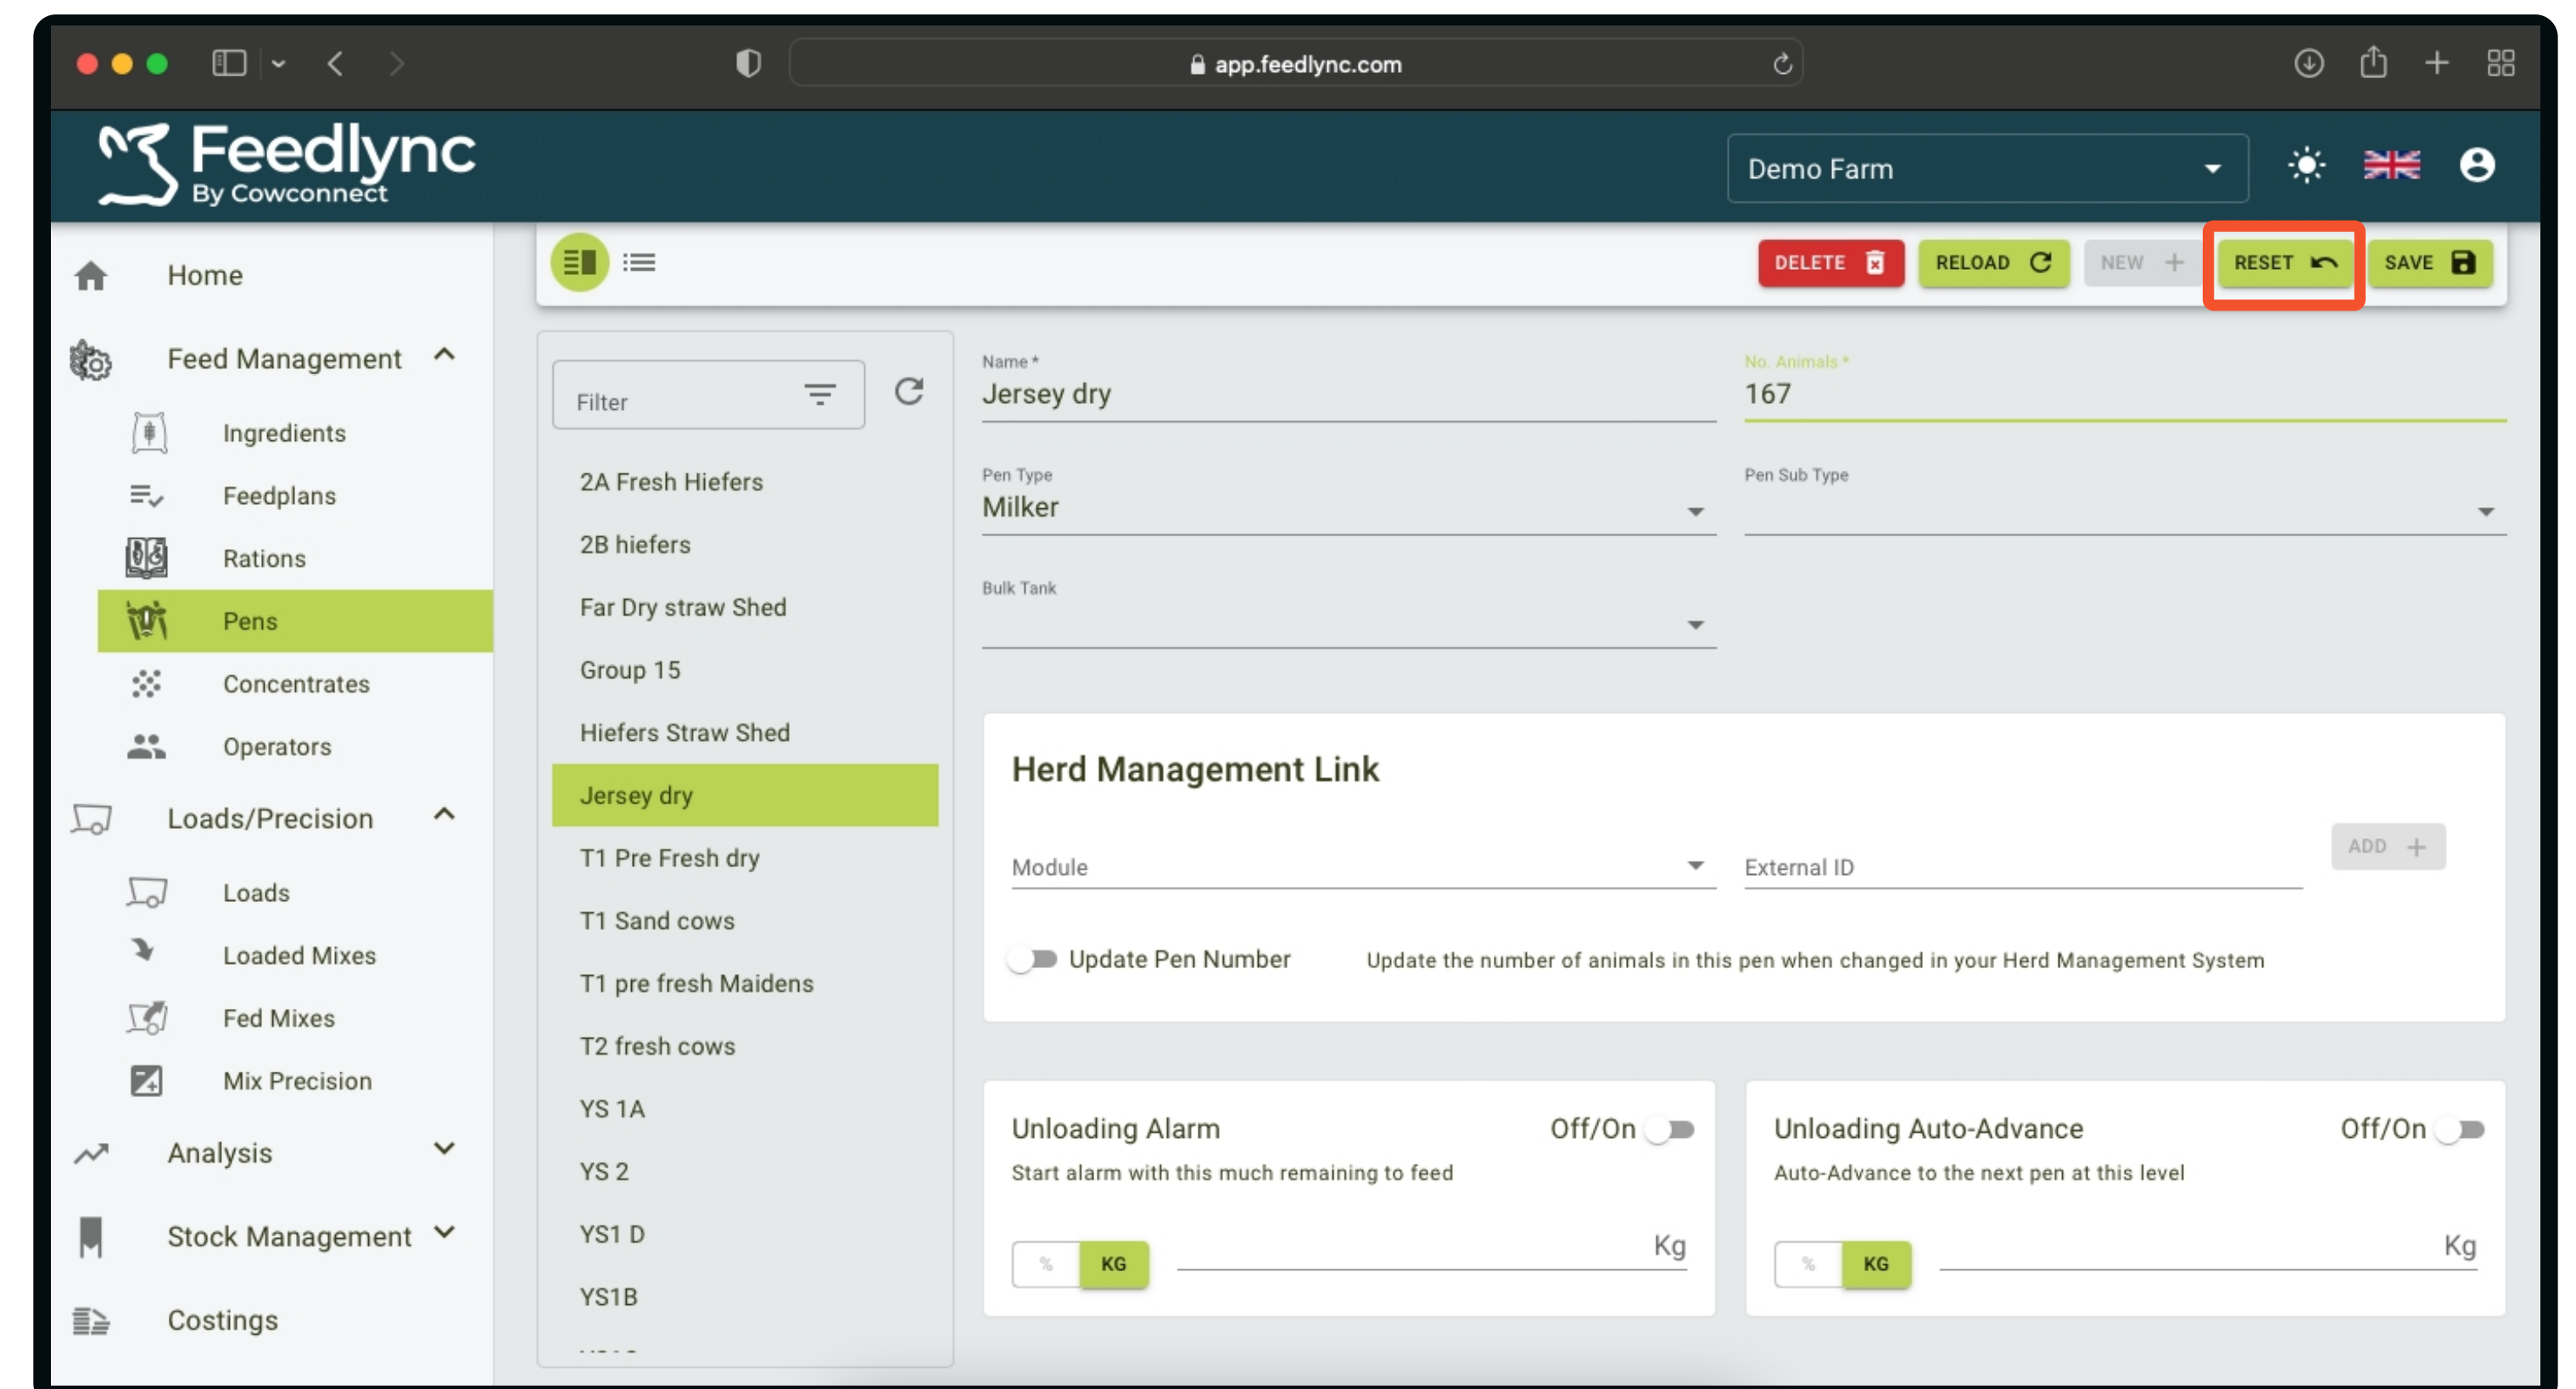 app.feedlync.com
Feedlync
By Cowconnect
Demo Farm
DELETE
RELOAD
NEW
RESET
SAVE
Home
Feed Management
Ingredients
Feedplans
Rations
Pens
Concentrates
Operators
Loads/Precision
Loads
Loaded Mixes
Fed Mixes
Mix Precision
Analysis
Stock Management
Costings
Filter
2A Fresh Hiefers
2B hiefers
Far Dry straw Shed
Group 15
Hiefers Straw Shed
Jersey dry
T1 Pre Fresh dry
T1 Sand cows
T1 pre fresh Maidens
T2 fresh cows
YS 1A
YS 2
YS1 D
YS1B
Name *
Jersey dry
No. Animals *
167
Pen Type
Milker
Pen Sub Type
Bulk Tank
Herd Management Link
Module
External ID
ADD +
Update Pen Number
Update the number of animals in this pen when changed in your Herd Management System
Unloading Alarm
Off/On
Start alarm with this much remaining to feed
% KG
Kg
Unloading Auto-Advance
Off/On
Auto-Advance to the next pen at this level
% KG
Kg